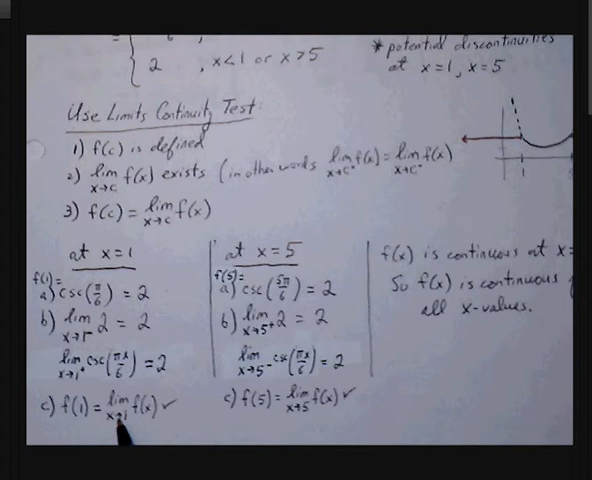 2 , x<1 or x>5
* potential discontinuities
at x=1, x=5
Use Limits Continuity Test:
1) f(c) is defined
2) lim x→c f(x) exists (in other words lim x→c⁺ f(x) = lim x→c⁻ f(x)
3) f(c) = lim x→c f(x)
1
at x=1
f(1)=
a) csc(π/6) = 2
b) lim x→1⁻ 2 = 2
lim x→1⁺ csc(πx/6) = 2
c) f(1) = lim x→1 f(x) ✓
at x=5
f(5)=
a) csc(5π/6) = 2
b) lim x→5⁺ 2 = 2
lim x→5⁻ csc(πx/6) = 2
c) f(5) = lim x→5 f(x) ✓
f(x) is continuous at x=
So f(x) is continuous
all x-values.